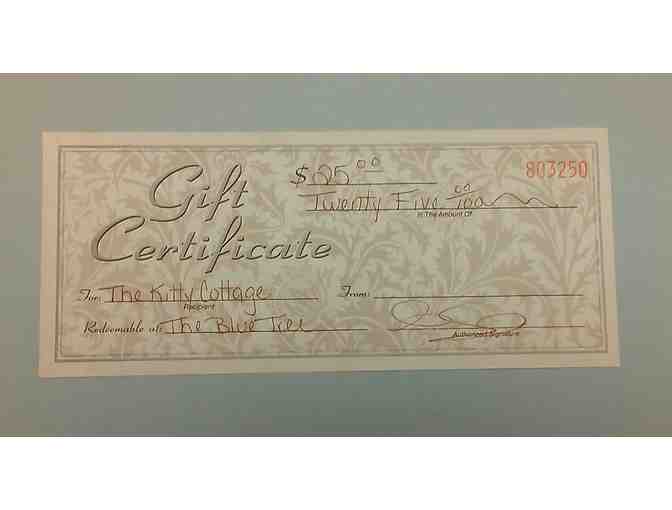 Gift
Certificate
$ 25 00
803250
Twenty Five 00/100
In The Amount Of
For: The Kitty Cottage
Recipient
From:
Redeemable at: The Blue Tree
Authorized Signature